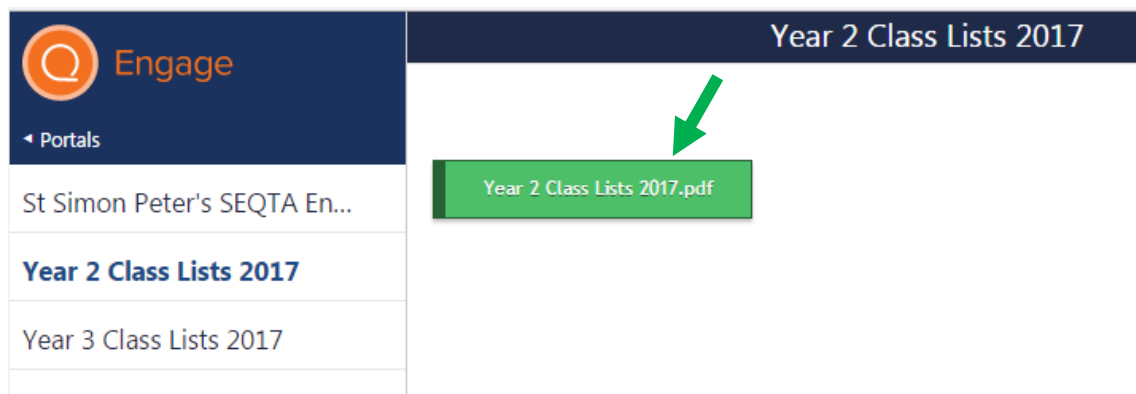 Engage
◂ Portals
St Simon Peter's SEQTA En...
Year 2 Class Lists 2017
Year 3 Class Lists 2017
Year 2 Class Lists 2017
Year 2 Class Lists 2017.pdf